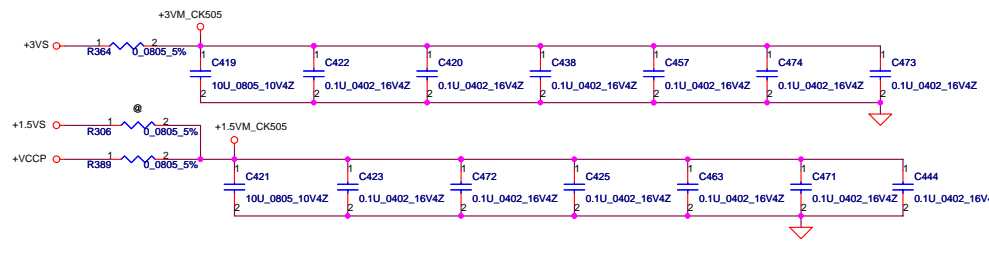 +3VM_CK505
+3VS
1 2
R364 0_0805_5%
1 C419 10U_0805_10V4Z 2
1 C422 0.1U_0402_16V4Z 2
1 C420 0.1U_0402_16V4Z 2
1 C438 0.1U_0402_16V4Z 2
1 C457 0.1U_0402_16V4Z 2
1 C474 0.1U_0402_16V4Z 2
1 C473 0.1U_0402_16V4Z 2
@
+1.5VS
1 2
R306 0_0805_5%
+1.5VM_CK505
+VCCP
1 2
R389 0_0805_5%
1 C421 10U_0805_10V4Z 2
1 C423 0.1U_0402_16V4Z 2
1 C472 0.1U_0402_16V4Z 2
1 C425 0.1U_0402_16V4Z 2
1 C463 0.1U_0402_16V4Z 2
1 C471 0.1U_0402_16V4Z 2
1 C444 0.1U_0402_16V4 2